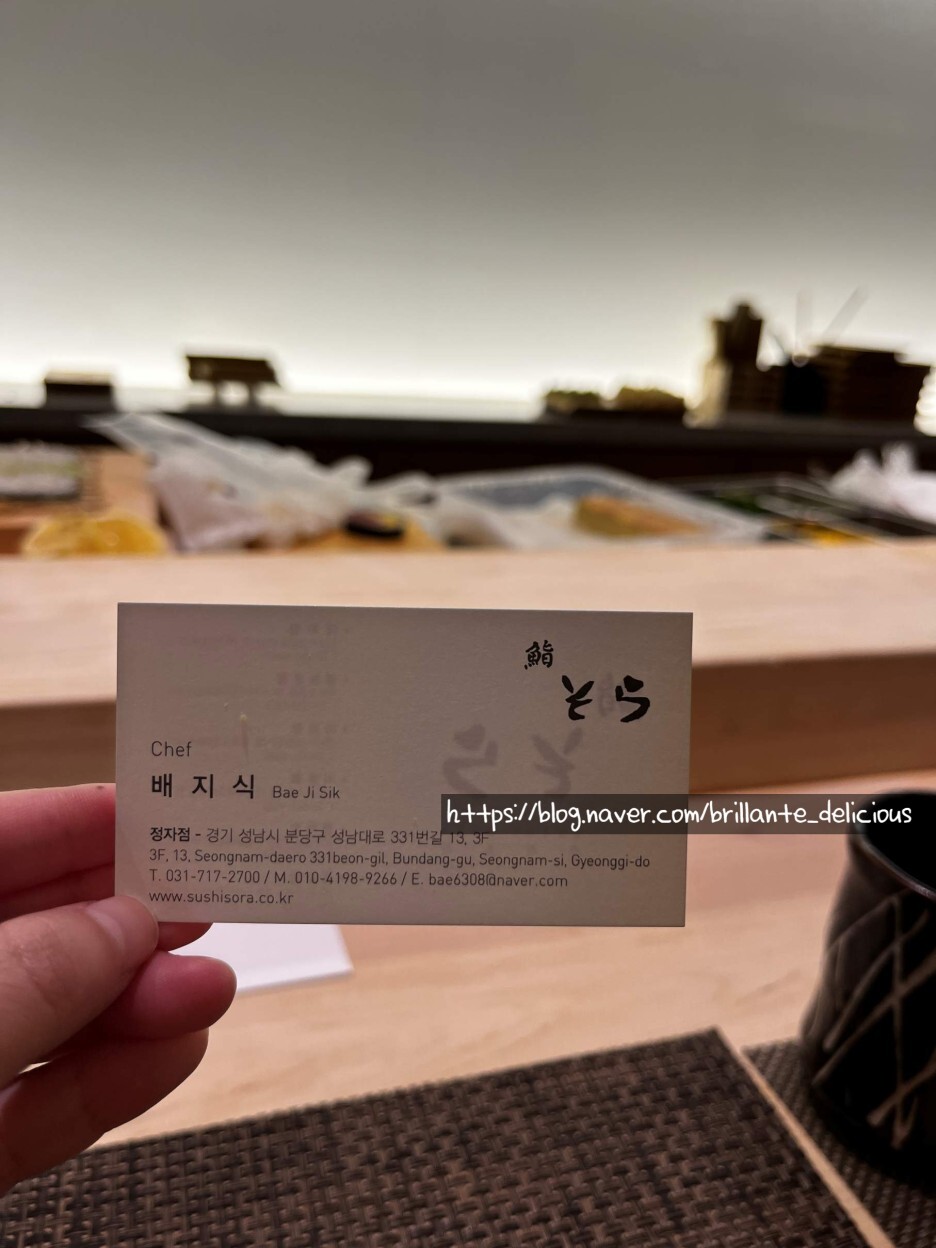 鮨
そら
Chef
배 지 식 Bae Ji Sik
https://blog.naver.com/brillante_delicious
정자점 - 경기 성남시 분당구 성남대로 331번길 13, 3F
3F, 13, Seongnam-daero 331beon-gil, Bundang-gu, Seongnam-si, Gyeonggi-do
T. 031-717-2700 / M. 010-4198-9266 / E. bae6308@naver.com
www.sushisora.co.kr